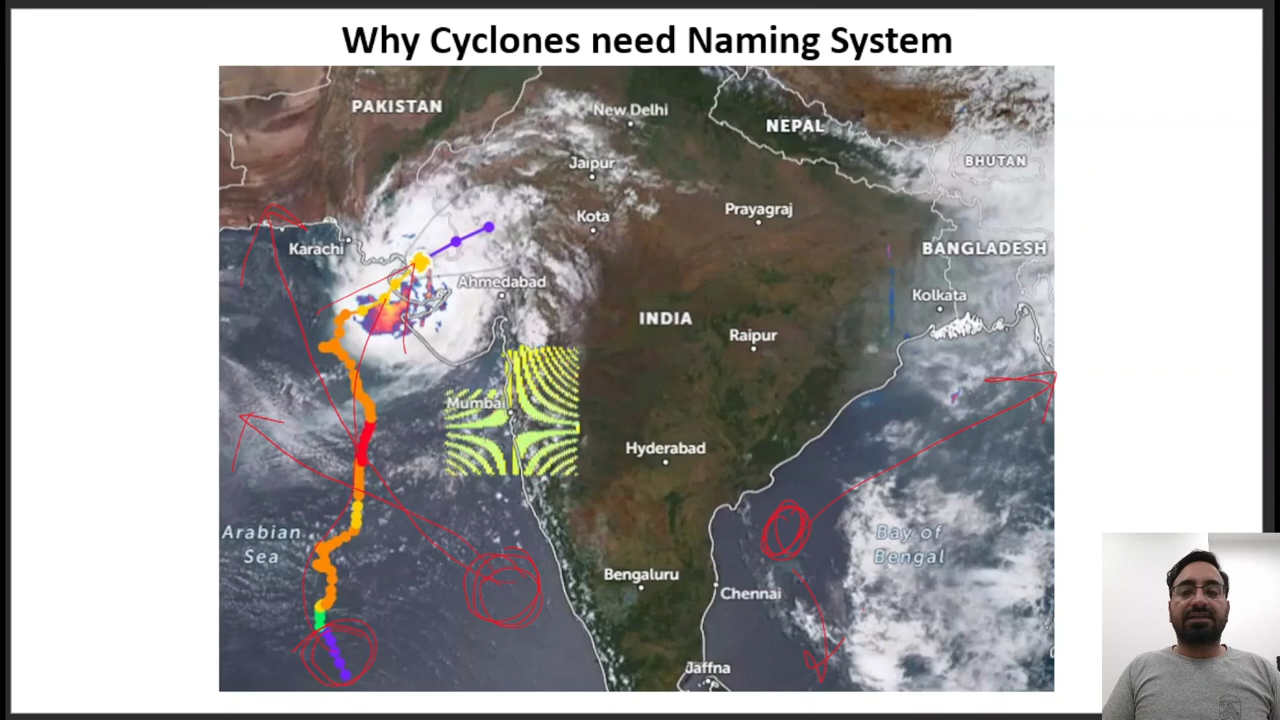 Why Cyclones need Naming System
PAKISTAN
New Delhi
NEPAL
BHUTAN
Jaipur
Prayagraj
Kota
Karachi
BANGLADESH
Ahmedabad
Kolkata
INDIA
Raipur
Mumbai
Hyderabad
Arabian
Sea
Bay of
Bengal
Bengaluru
Chennai
Jaffna